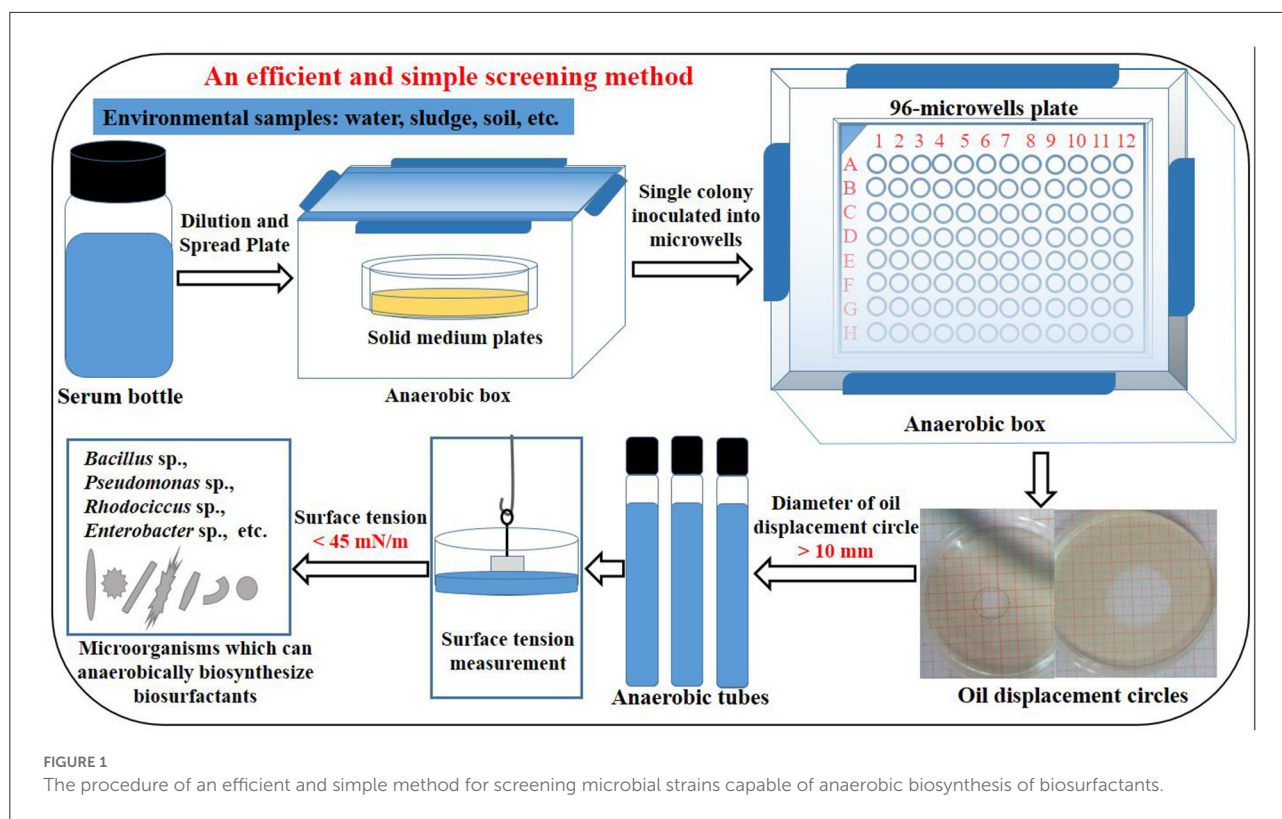 An efficient and simple screening method
Environmental samples: water, sludge, soil, etc.
Serum bottle
Dilution and
Spread Plate
Solid medium plates
Anaerobic box
Single colony
inoculated into
microwells
96-microwells plate
1 2 3 4 5 6 7 8 9 10 11 12
A
B
C
D
E
F
G
H
Anaerobic box
Oil displacement circles
Diameter of oil
displacement circle
> 10 mm
Anaerobic tubes
Surface tension
measurement
Surface tension
< 45 mN/m
Bacillus sp.,
Pseudomonas sp.,
Rhodociccus sp.,
Enterobacter sp., etc.
Microorganisms which can
anaerobically biosynthesize
biosurfactants
FIGURE 1
The procedure of an efficient and simple method for screening microbial strains capable of anaerobic biosynthesis of biosurfactants.